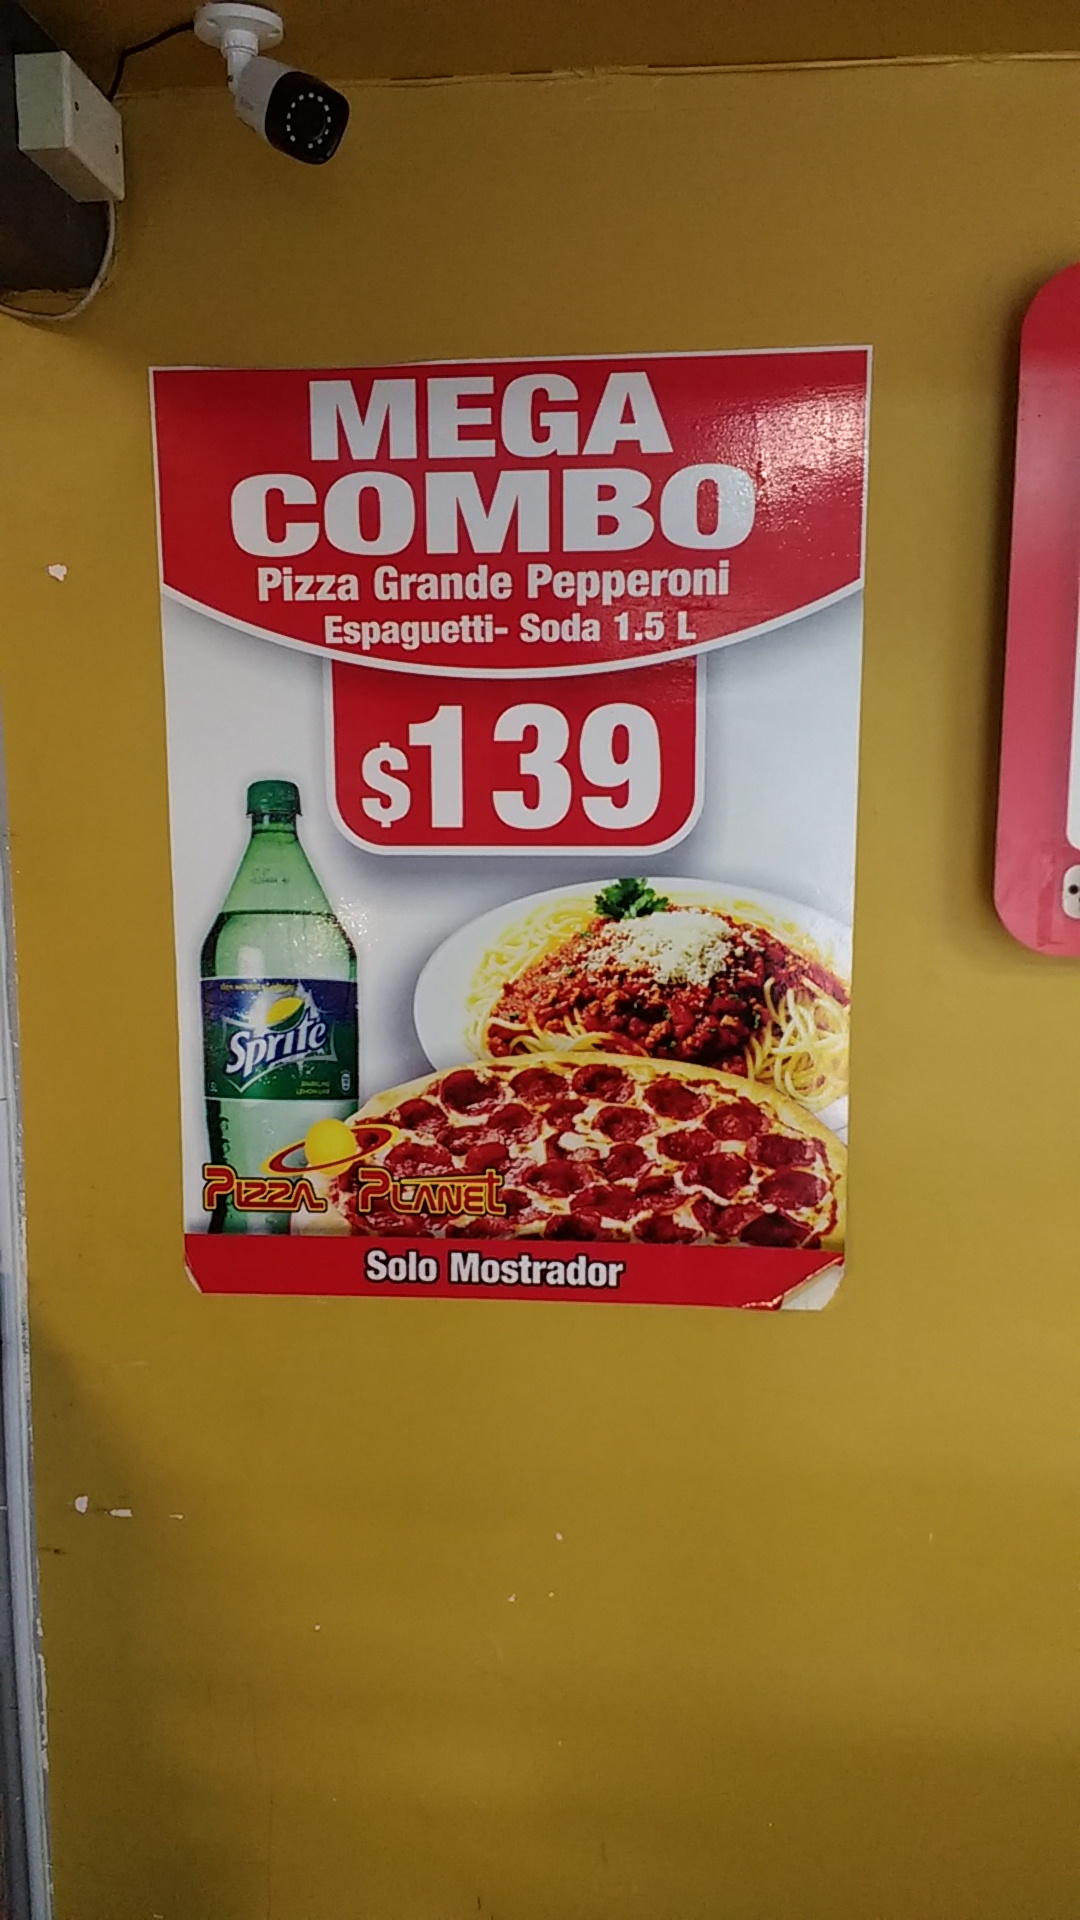 MEGA
COMBO
Pizza Grande Pepperoni
Espaguetti- Soda 1.5 L
$139
Sprite
PIZZA PLANET
Solo Mostrador